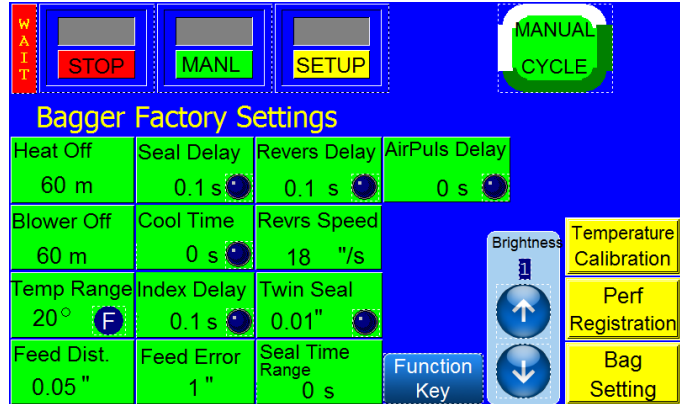 WAIT
STOP
MANL
SETUP
MANUAL
CYCLE
Bagger Factory Settings
Heat Off
60 m
Seal Delay
0.1 s
Revers Delay
0.1 s
AirPuls Delay
0 s
Blower Off
60 m
Cool Time
0 s
Revrs Speed
18 "/s
Temp Range
20° F
Index Delay
0.1 s
Twin Seal
0.01"
Feed Dist.
0.05 "
Feed Error
1 "
Seal Time
Range
0 s
Function
Key
Brightness
1
Temperature
Calibration
Perf
Registration
Bag
Setting